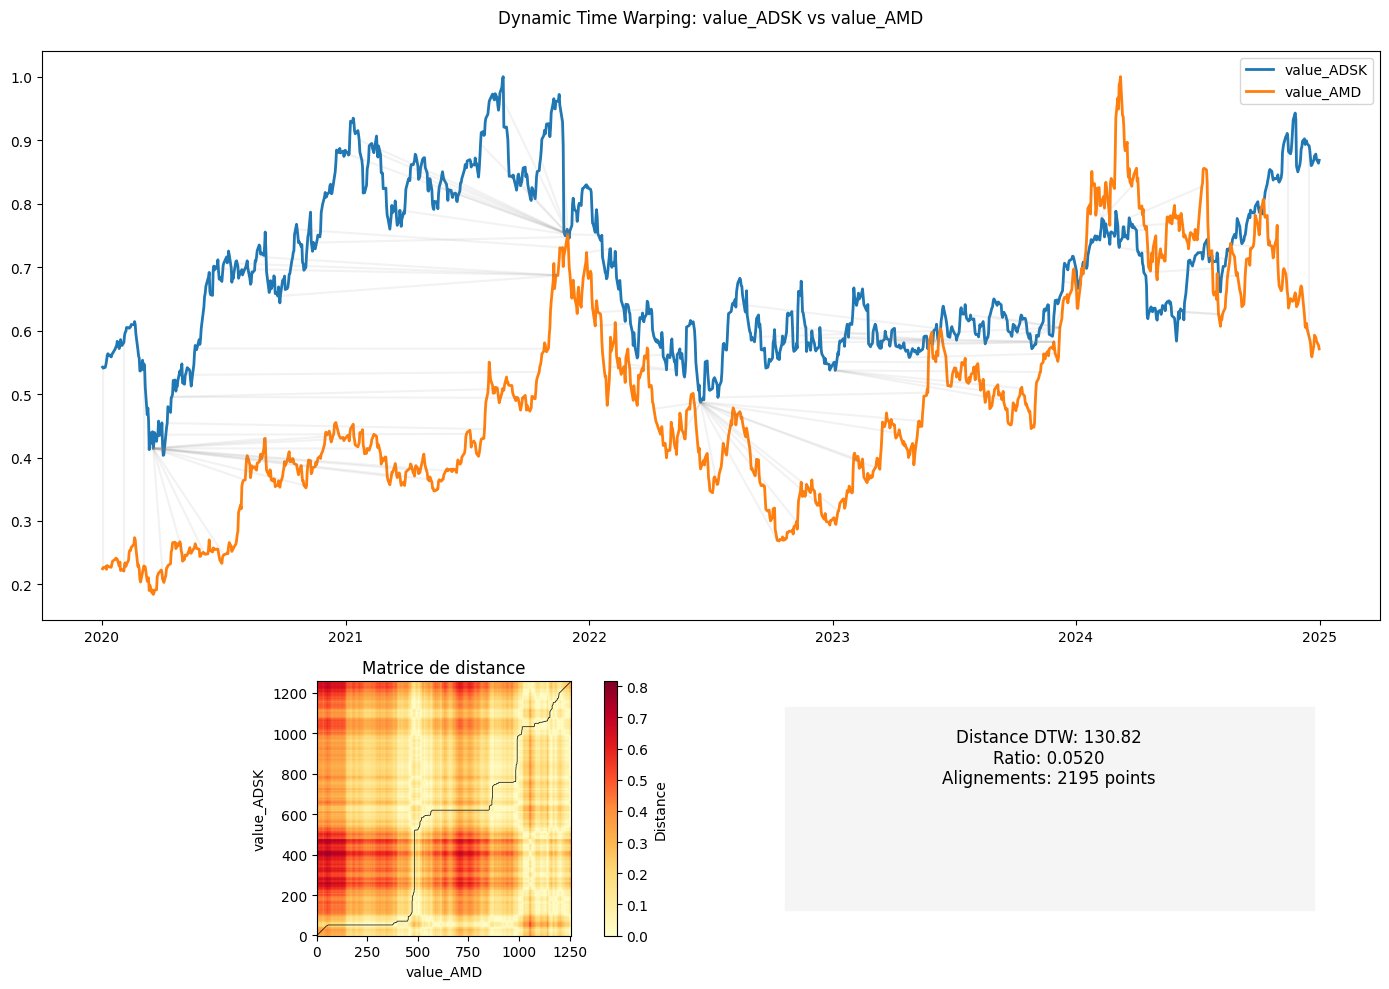 Dynamic Time Warping: value_ADSK vs value_AMD
value_ADSK
value_AMD
1.0
0.9
0.8
0.7
0.6
0.5
0.4
0.3
0.2
2020 2021 2022 2023 2024 2025
Matrice de distance
value_ADSK
1200
1000
800
600
400
200
0
0 250 500 750 1000 1250
value_AMD
0.8
0.7
0.6
0.5
0.4
0.3
0.2
0.1
0.0
Distance
Distance DTW: 130.82
Ratio: 0.0520
Alignements: 2195 points